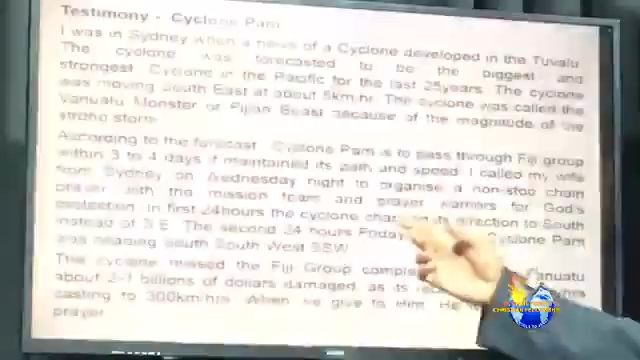 Testimony - Cyclone Pam
I was in Sydney when a news of a Cyclone developed in the Tuvalu
The cyclone was forecasted to be the biggest and
strongest Cyclone in the Pacific for the last 25years. The cyclone
was moving South East at about 5km/hr. The cyclone was called the
Vanuatu Monster or Fijian Beast because of the magnitude of the
strong storm
According to the forecast Cyclone Pam is to pass through Fiji group
within 3 to 4 days if maintained its path and speed. I called my wife
from Sydney on Wednesday night to organise a non-stop chain
prayer with the mission team and prayer warriors for God's
protection. In first 24hours the cyclone its direction to South
instead of S.E. The second 24 hours Friday Cyclone Pam
was heading South South West SSW
The cyclone missed the Fiji Group Vanuatu
about billions of dollars damaged as its
casting to 300km/hrs. When we give to Him. He
prayer
CHRISTIAN FELLOWSHIP